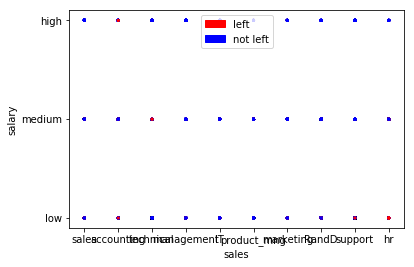 high
left
not left
medium
salary
low
sales accounting technical management IT product_mng marketing RandD support hr
sales